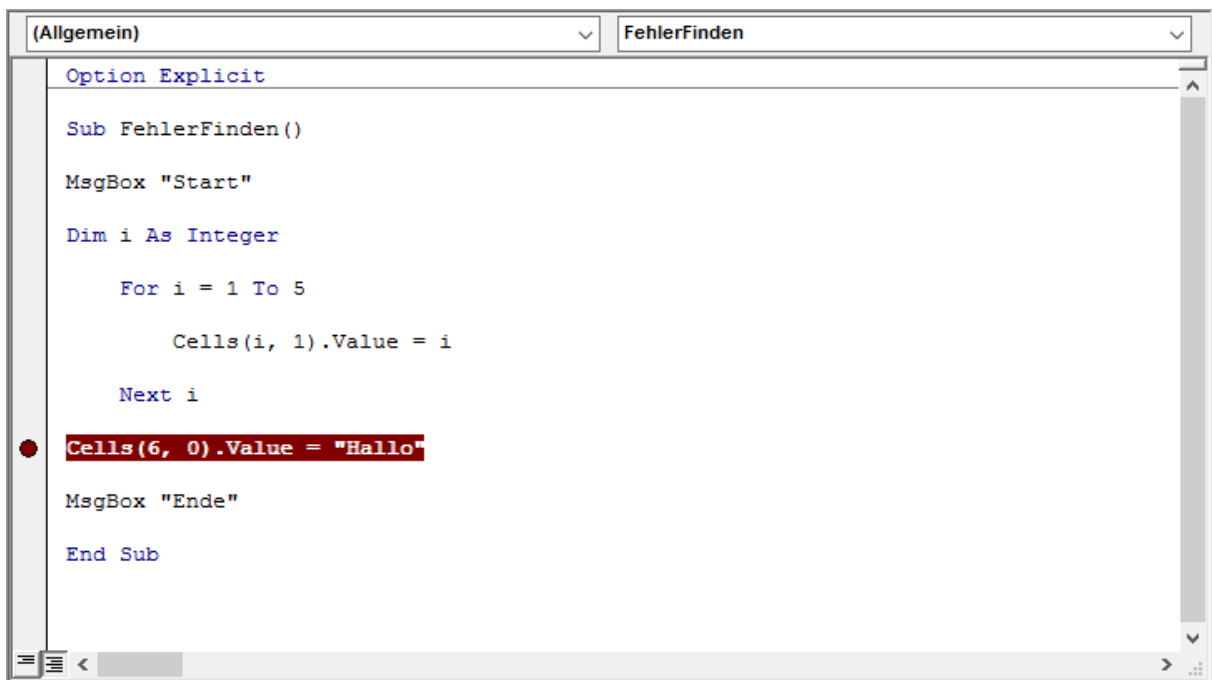 (Allgemein) FehlerFinden
Option Explicit
Sub FehlerFinden()
MsgBox "Start"
Dim i As Integer
For i = 1 To 5
Cells(i, 1).Value = i
Next i
Cells(6, 0).Value = "Hallo"
MsgBox "Ende"
End Sub